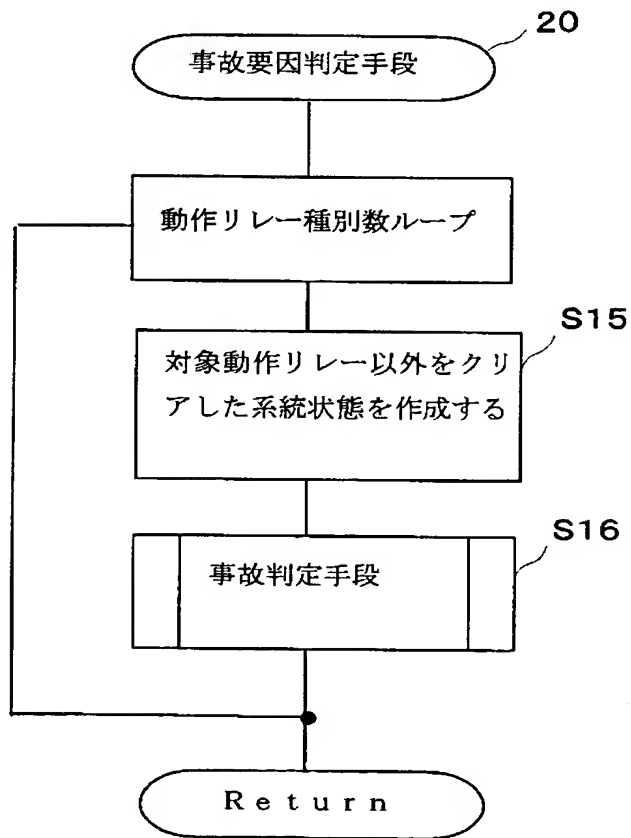 20
事故要因判定手段
動作リレー種別数ループ
S15
対象動作リレー以外をクリ
アした系統状態を作成する
S16
事故判定手段
Return